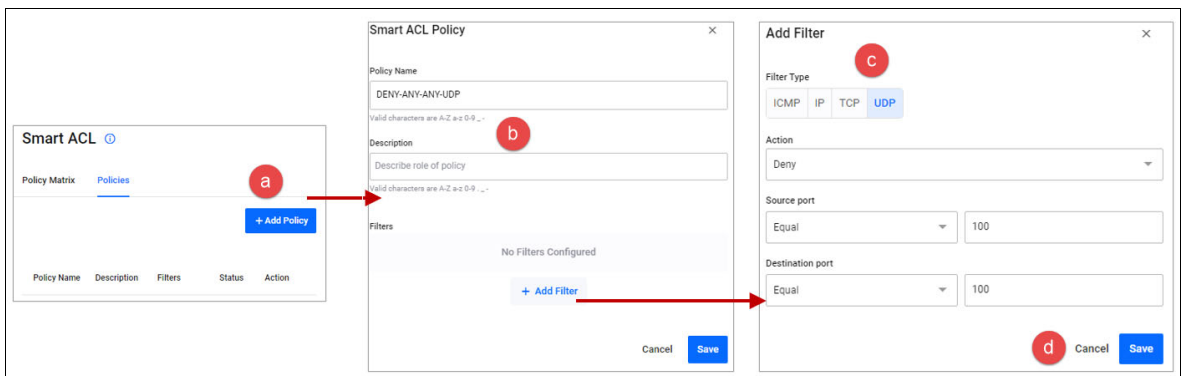 Smart ACL
Policy Matrix Policies
a
+ Add Policy
Policy Name Description Filters Status Action
Smart ACL Policy
Policy Name
DENY-ANY-ANY-UDP
Valid characters are A-Z a-z 0-9 _ -
b
Description
Describe role of policy
Valid characters are A-Z a-z 0-9 . _ -
Filters
No Filters Configured
+ Add Filter
Cancel Save
Add Filter
c
Filter Type
ICMP IP TCP UDP
Action
Deny
Source port
Equal 100
Destination port
Equal 100
d Cancel Save